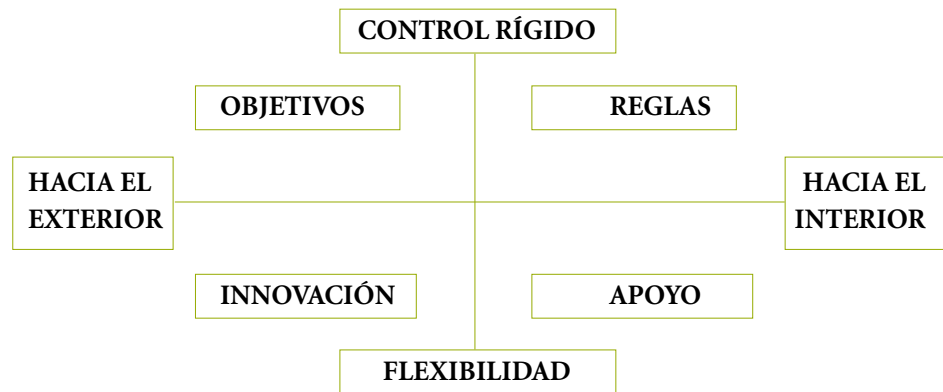 CONTROL RÍGIDO
OBJETIVOS
REGLAS
HACIA EL
EXTERIOR
HACIA EL
INTERIOR
INNOVACIÓN
APOYO
FLEXIBILIDAD